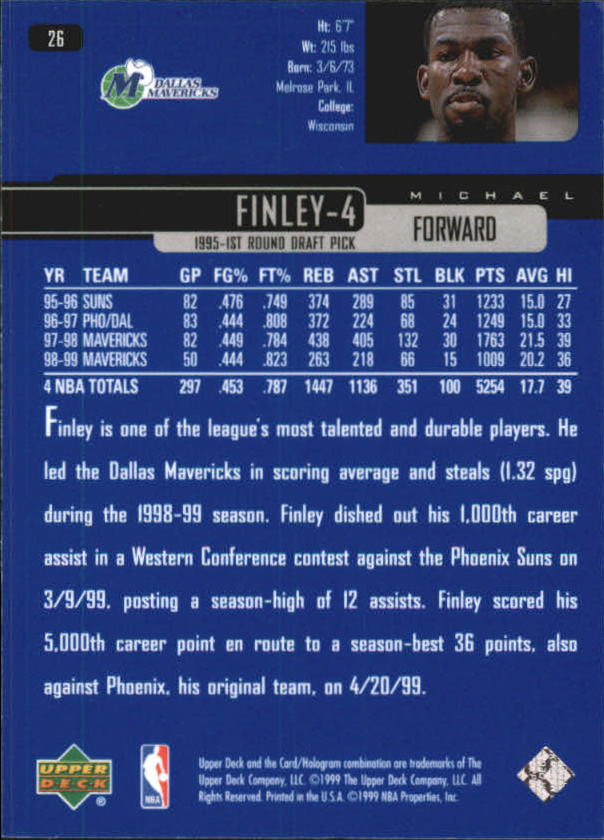 26
DALLAS
MAVERICKS
Ht: 6'7"
Wt: 215 lbs
Born: 3/6/73
Melrose Park, IL
College:
Wisconsin
MICHAEL
FINLEY-4
FORWARD
1995-1ST ROUND DRAFT PICK
YR TEAM GP FG% FT% REB AST STL BLK PTS AVG HI
95-96 SUNS 82 .476 .749 374 289 85 31 1233 15.0 27
96-97 PHO/DAL 83 .444 .808 372 224 68 24 1249 15.0 33
97-98 MAVERICKS 82 .449 .784 438 405 132 30 1763 21.5 39
98-99 MAVERICKS 50 .444 .823 263 218 66 15 1009 20.2 36
4 NBA TOTALS 297 .453 .787 1447 1136 351 100 5254 17.7 39
Finley is one of the league's most talented and durable players. He
led the Dallas Mavericks in scoring average and steals (1.32 spg)
during the 1998-99 season. Finley dished out his 1,000th career
assist in a Western Conference contest against the Phoenix Suns on
3/9/99, posting a season-high of 12 assists. Finley scored his
5,000th career point en route to a season-best 36 points, also
against Phoenix, his original team, on 4/20/99.
UPPER
DECK
®
NBA
Upper Deck and the Card/Hologram combination are trademarks of The
Upper Deck Company, LLC. ©1999 The Upper Deck Company, LLC. All
Rights Reserved. Printed in the U.S.A. ©1999 NBA Properties, Inc.